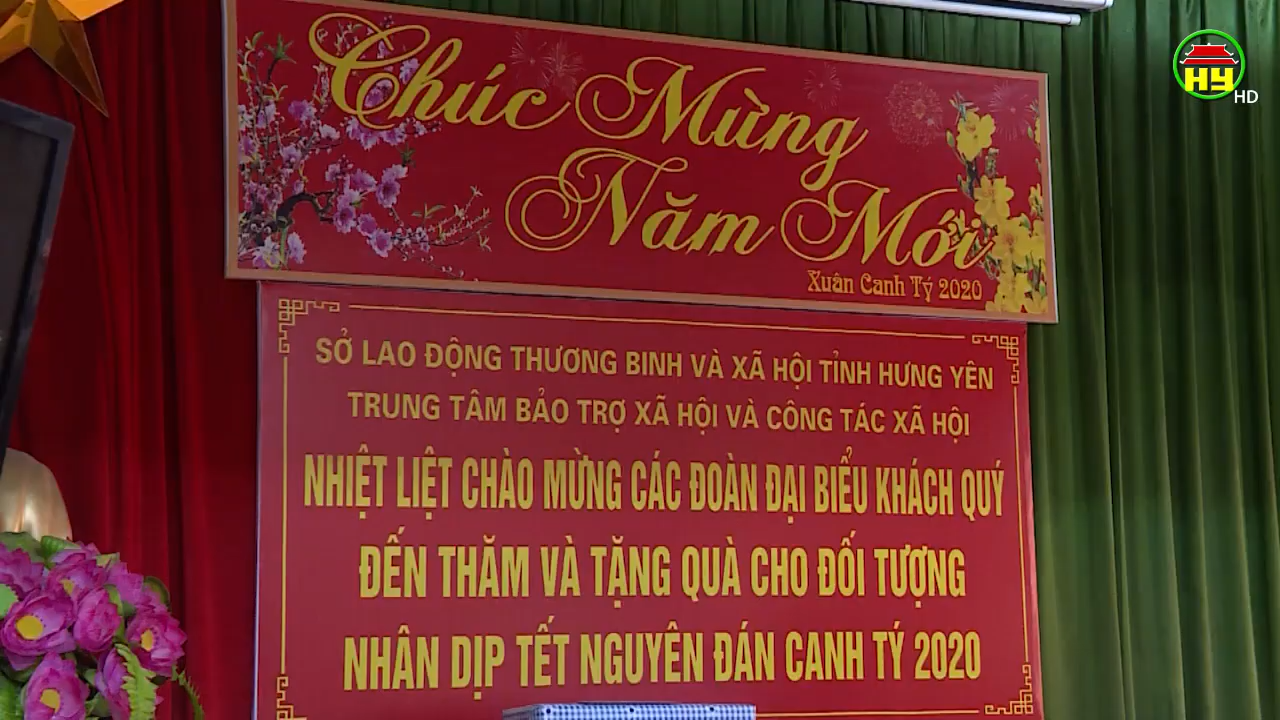 HY
HD
Chúc Mừng
Năm Mới
Xuân Canh Tý 2020
SỞ LAO ĐỘNG THƯƠNG BINH VÀ XÃ HỘI TỈNH HƯNG YÊN
TRUNG TÂM BẢO TRỢ XÃ HỘI VÀ CÔNG TÁC XÃ HỘI
NHIỆT LIỆT CHÀO MỪNG CÁC ĐOÀN ĐẠI BIỂU KHÁCH QUÝ
ĐẾN THĂM VÀ TẶNG QUÀ CHO ĐỐI TƯỢNG
NHÂN DỊP TẾT NGUYÊN ĐÁN CANH TÝ 2020